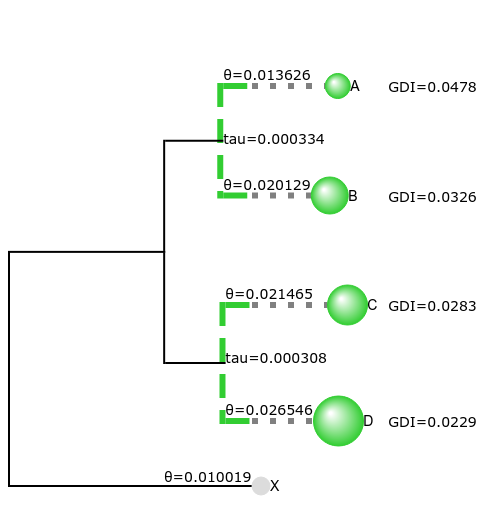 θ=0.013626
A GDI=0.0478
tau=0.000334
θ=0.020129
B GDI=0.0326
θ=0.021465
C GDI=0.0283
tau=0.000308
θ=0.026546
D GDI=0.0229
θ=0.010019
X